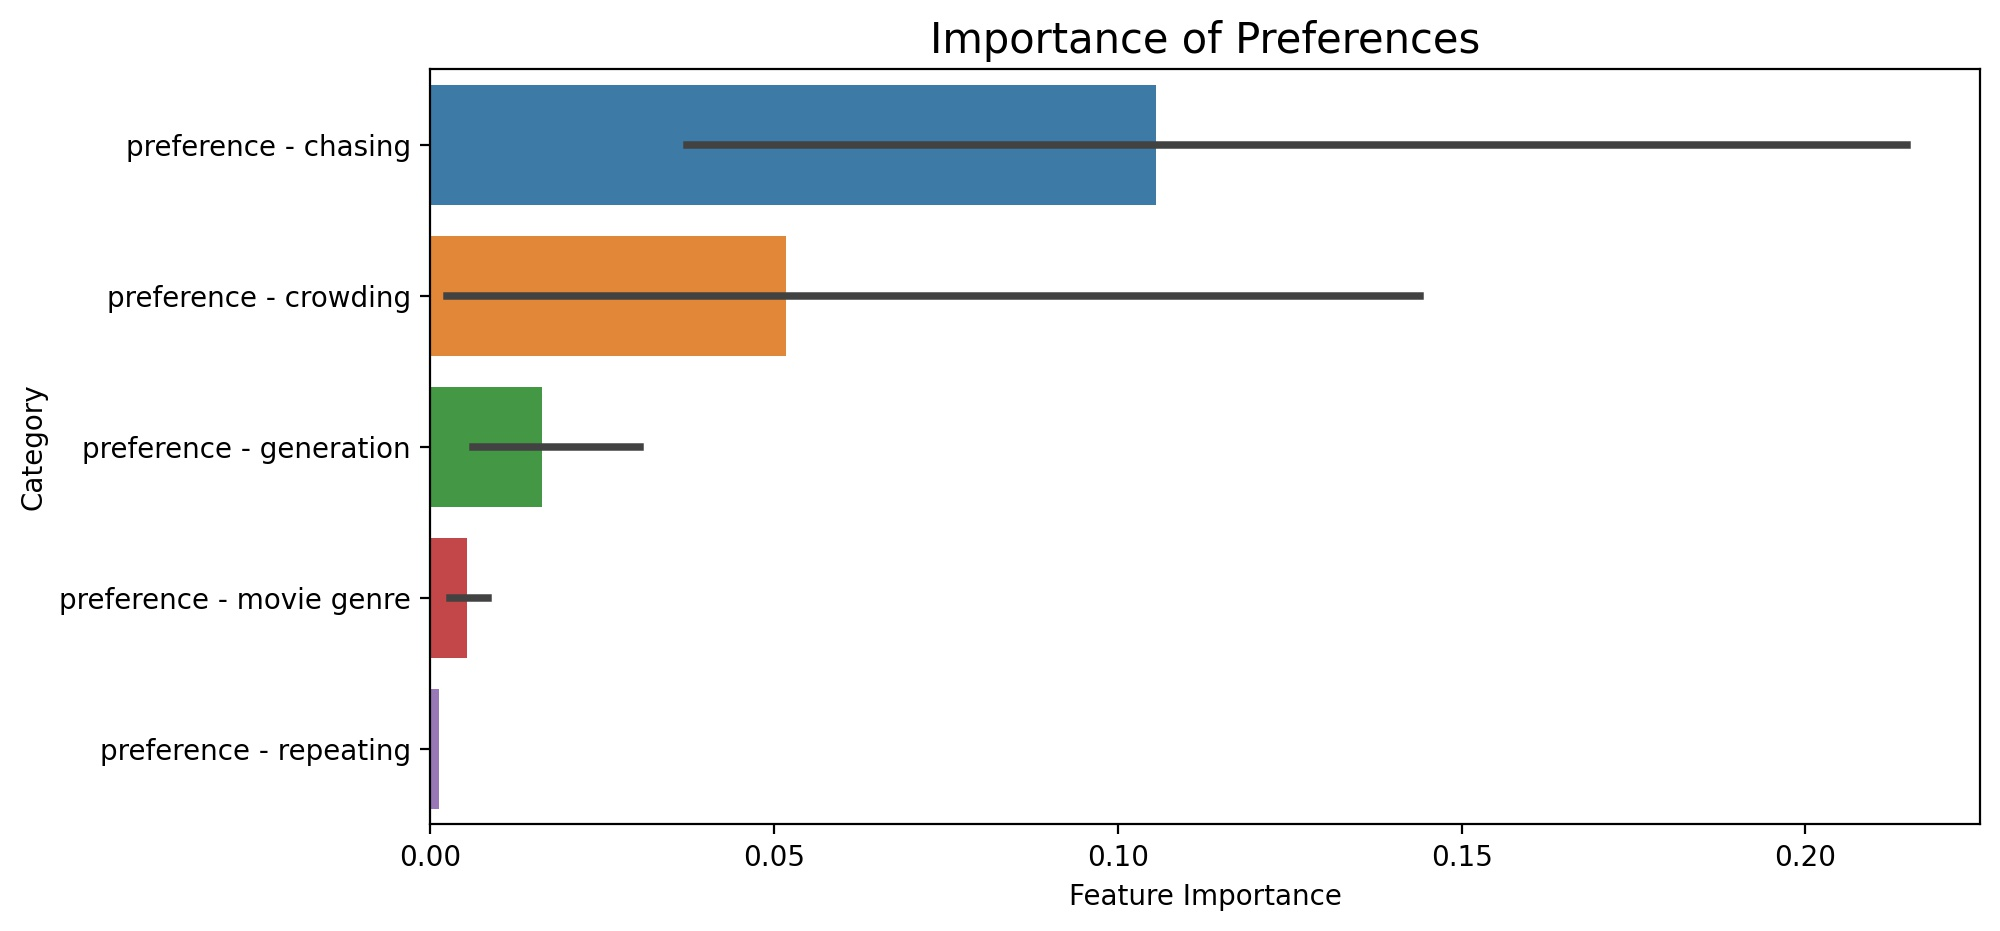 Importance of Preferences
preference - chasing
preference - crowding
preference - generation
preference - movie genre
preference - repeating
Category
0.00 0.05 0.10 0.15 0.20
Feature Importance